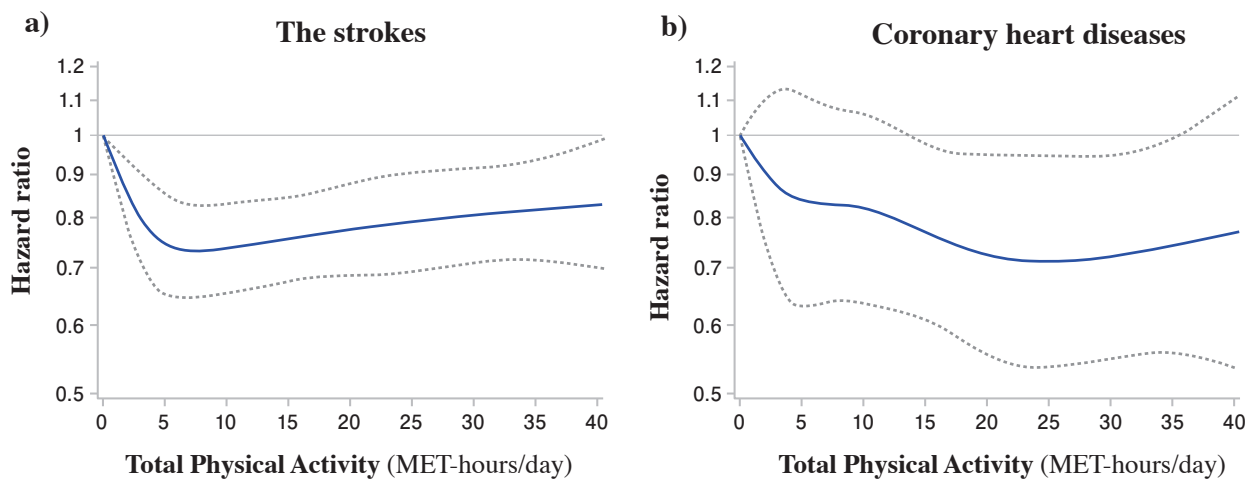 a)
The strokes
1.2
1.1
1
0.9
0.8
0.7
0.6
0.5
Hazard ratio
0 5 10 15 20 25 30 35 40
Total Physical Activity (MET-hours/day)
b)
Coronary heart diseases
1.2
1.1
1
0.9
0.8
0.7
0.6
0.5
Hazard ratio
0 5 10 15 20 25 30 35 40
Total Physical Activity (MET-hours/day)